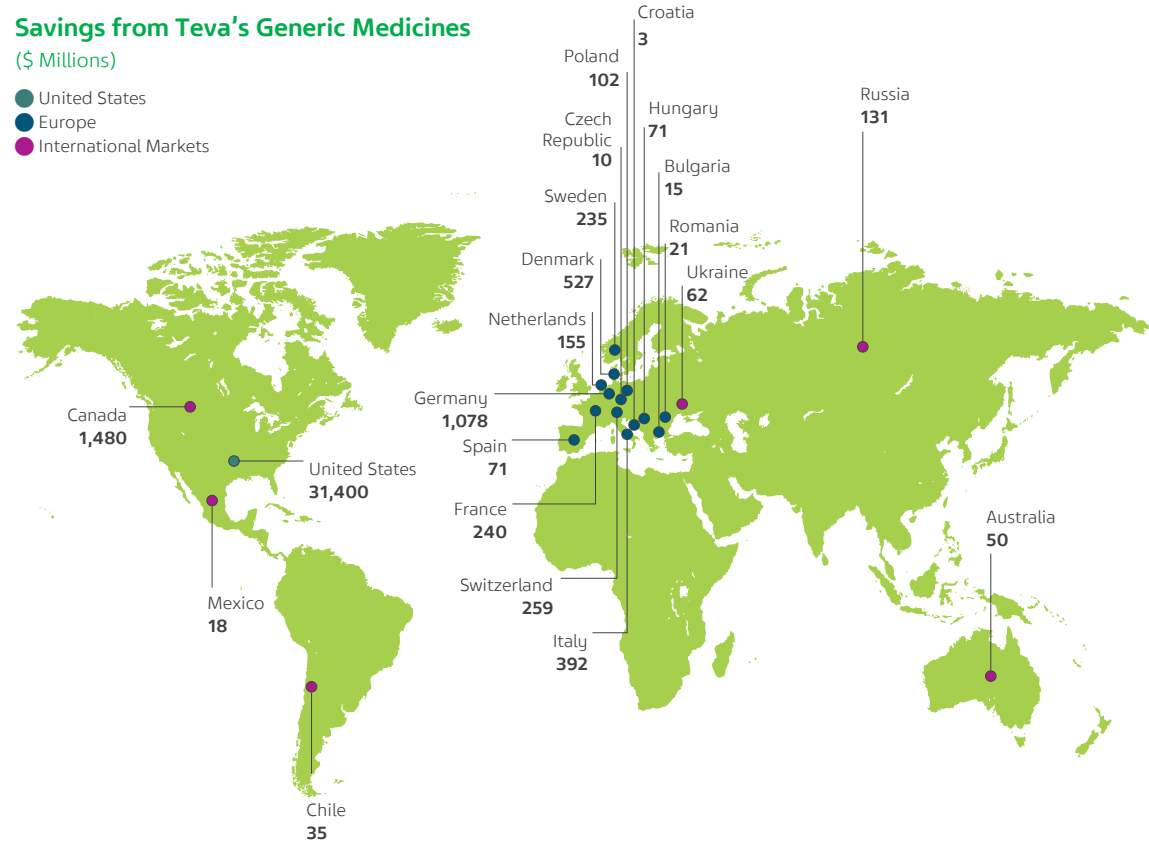 Savings from Teva's Generic Medicines
($ Millions)
United States
Europe
International Markets
Croatia
3
Poland
102
Czech
Republic
10
Hungary
71
Bulgaria
15
Sweden
235
Romania
21
Denmark
527
Ukraine
62
Netherlands
155
Russia
131
Germany
1,078
Canada
1,480
Spain
71
United States
31,400
France
240
Australia
50
Switzerland
259
Mexico
18
Italy
392
Chile
35